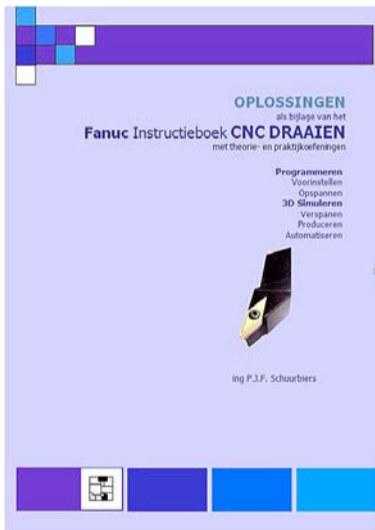 OPLOSSINGEN
als bijlage van het
Fanuc Instructieboek CNC DRAAIEN
met theorie- en praktijkoefeningen
Programmeren
Voorinstellen
Opspannen
3D Simuleren
Verspanen
Produceren
Automatiseren
ing P.J.F. Schuurbiers